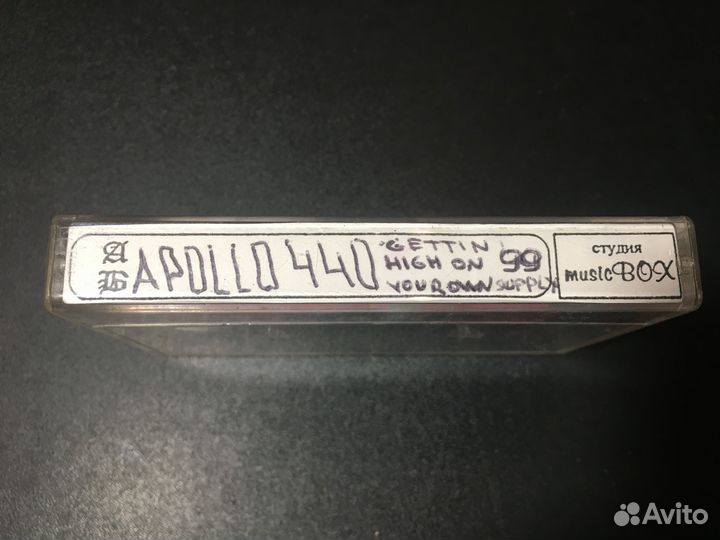 А
Б
APOLLO 440
GETTIN
HIGH ON
YOUR OWN SUPPLY
99
студия
music BOX
Avito